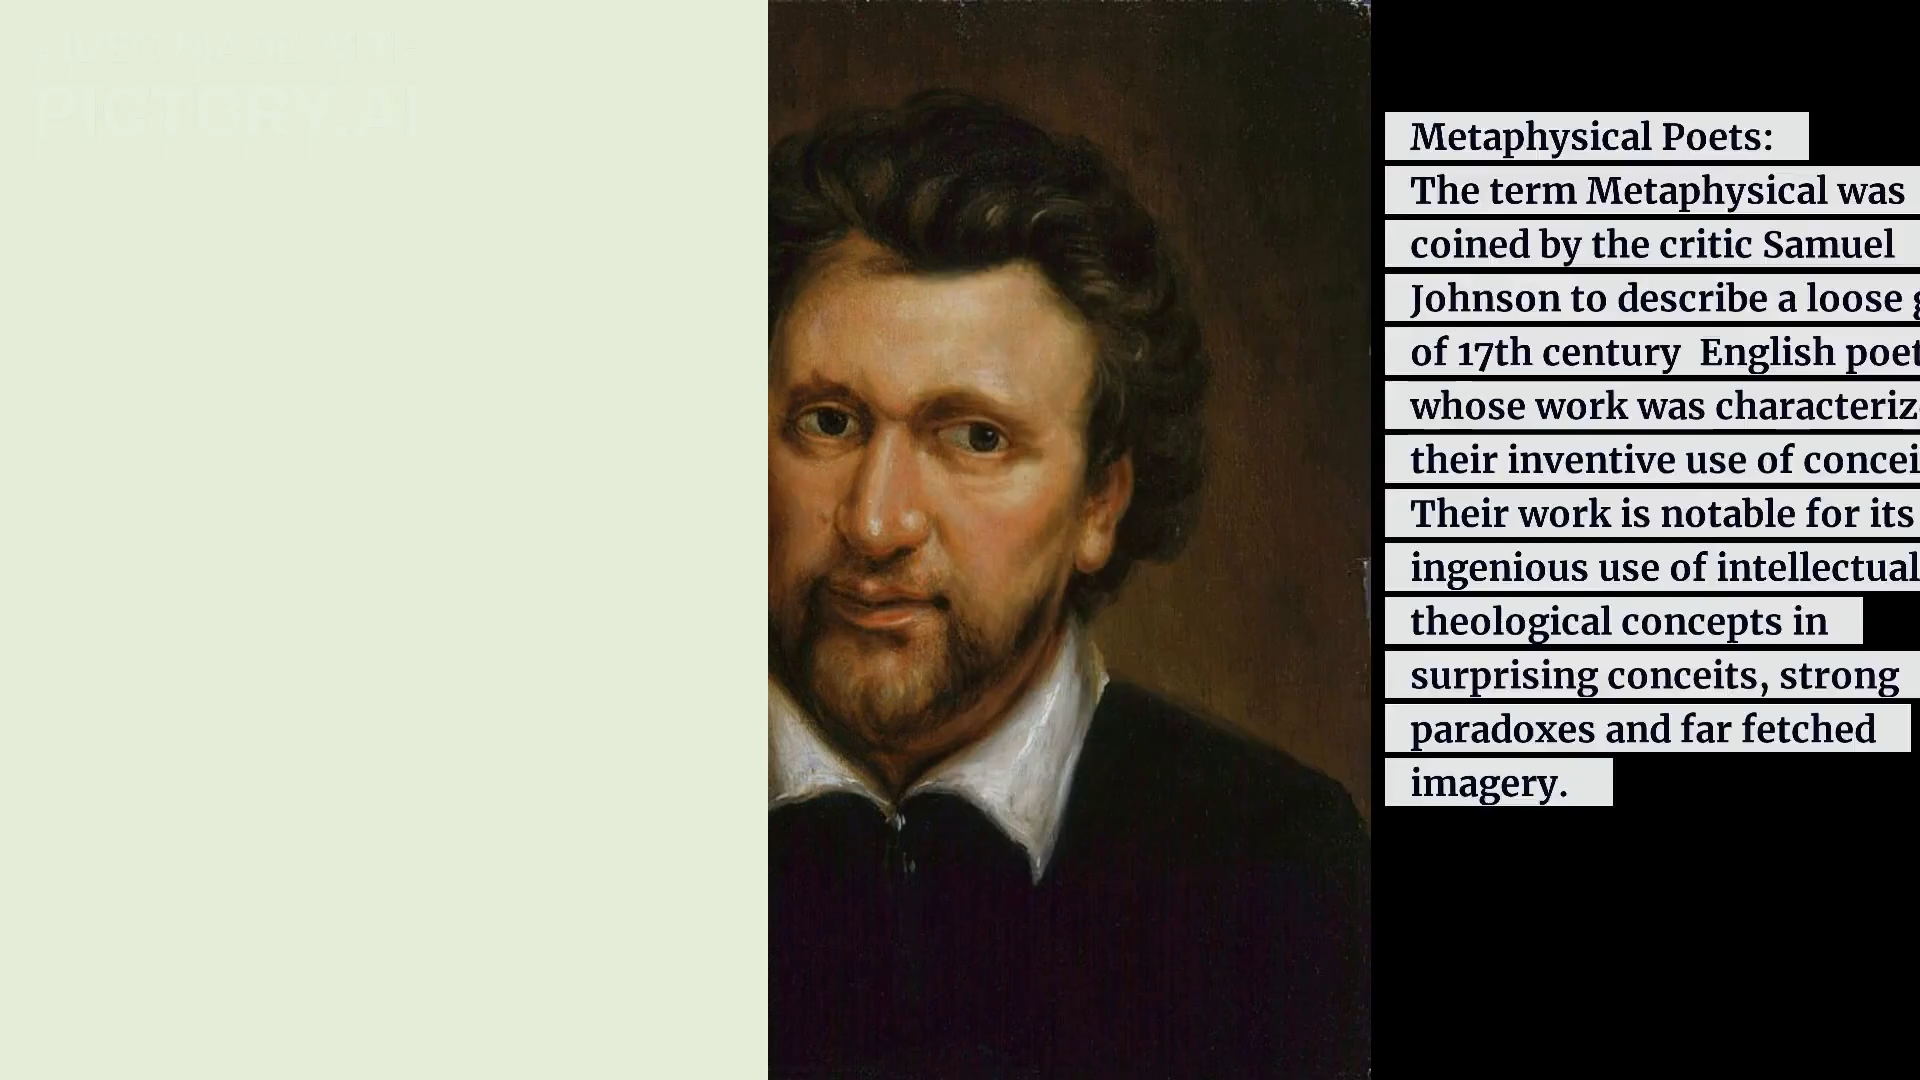 PICTORY.AI
Metaphysical Poets:
The term Metaphysical was
coined by the critic Samuel
Johnson to describe a loose
of 17th century English
whose work was
their inventive use of
Their work is notable for its
ingenious use of intellectual
theological concepts in
surprising conceits, strong
paradoxes and far fetched
imagery.